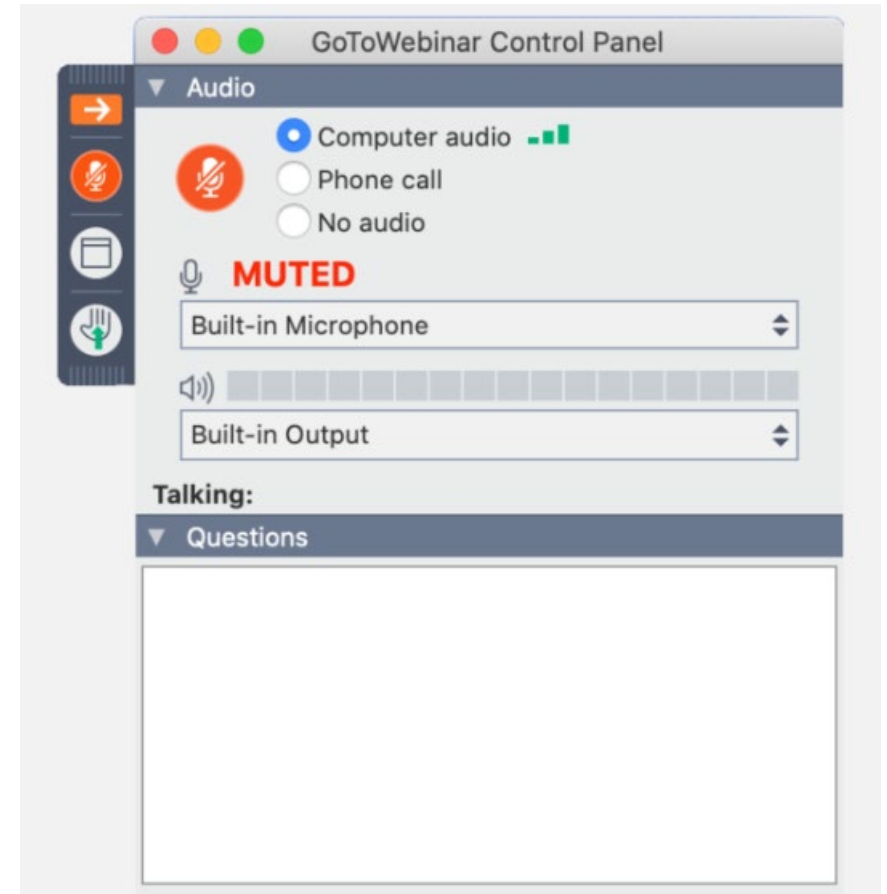 GoToWebinar Control Panel
Audio
Computer audio
Phone call
No audio
MUTED
Built-in Microphone
Built-in Output
Talking:
Questions